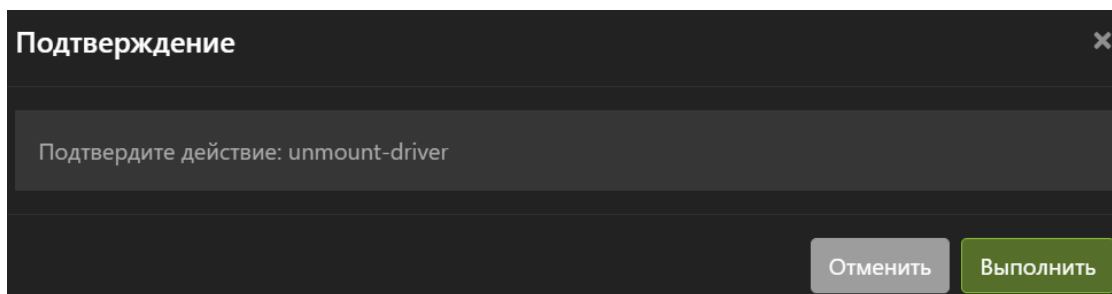 Подтверждение
Подтвердите действие: unmount-driver
Отменить
Выполнить